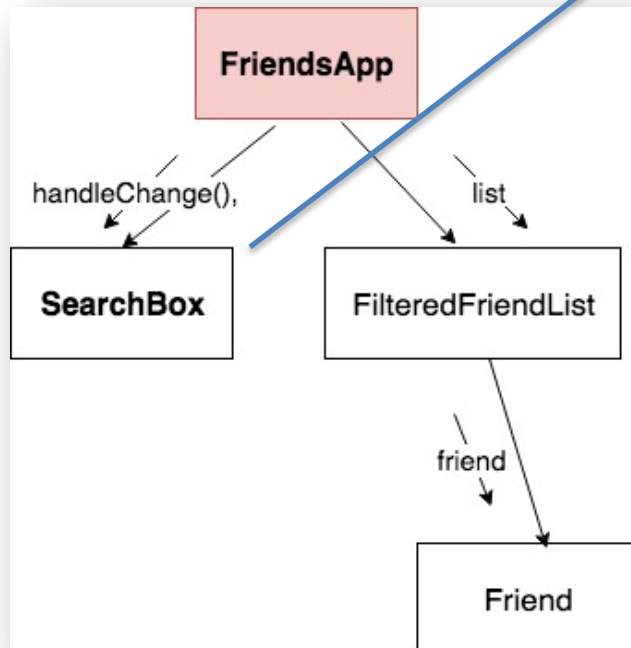 FriendsApp
handleChange(),
list
SearchBox
FilteredFriendList
friend
Friend